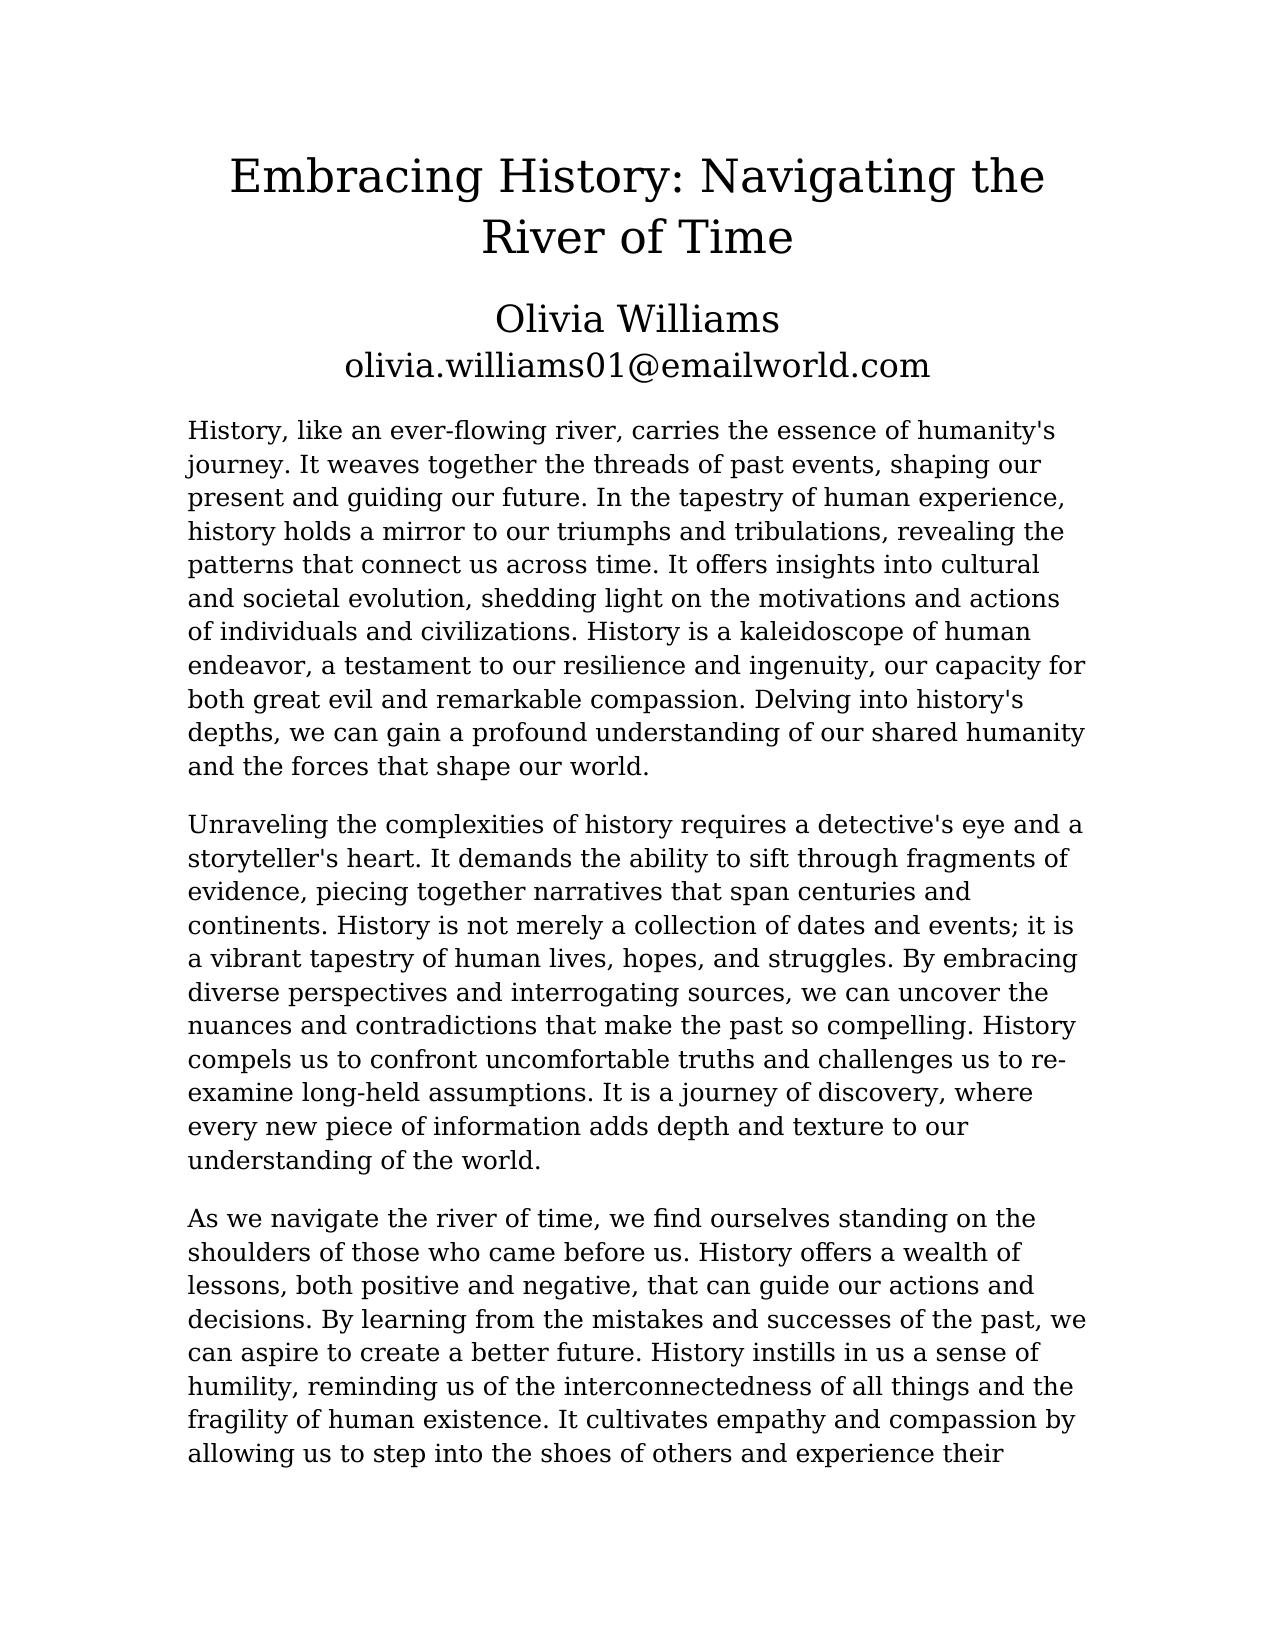 Embracing History: Navigating the
River of Time
Olivia Williams
olivia.williams01@emailworld.com
History, like an ever-flowing river, carries the essence of humanity's
journey. It weaves together the threads of past events, shaping our
present and guiding our future. In the tapestry of human experience,
history holds a mirror to our triumphs and tribulations, revealing the
patterns that connect us across time. It offers insights into cultural
and societal evolution, shedding light on the motivations and actions
of individuals and civilizations. History is a kaleidoscope of human
endeavor, a testament to our resilience and ingenuity, our capacity for
both great evil and remarkable compassion. Delving into history's
depths, we can gain a profound understanding of our shared humanity
and the forces that shape our world.
Unraveling the complexities of history requires a detective's eye and a
storyteller's heart. It demands the ability to sift through fragments of
evidence, piecing together narratives that span centuries and
continents. History is not merely a collection of dates and events; it is
a vibrant tapestry of human lives, hopes, and struggles. By embracing
diverse perspectives and interrogating sources, we can uncover the
nuances and contradictions that make the past so compelling. History
compels us to confront uncomfortable truths and challenges us to re-
examine long-held assumptions. It is a journey of discovery, where
every new piece of information adds depth and texture to our
understanding of the world.
As we navigate the river of time, we find ourselves standing on the
shoulders of those who came before us. History offers a wealth of
lessons, both positive and negative, that can guide our actions and
decisions. By learning from the mistakes and successes of the past, we
can aspire to create a better future. History instills in us a sense of
humility, reminding us of the interconnectedness of all things and the
fragility of human existence. It cultivates empathy and compassion by
allowing us to step into the shoes of others and experience their